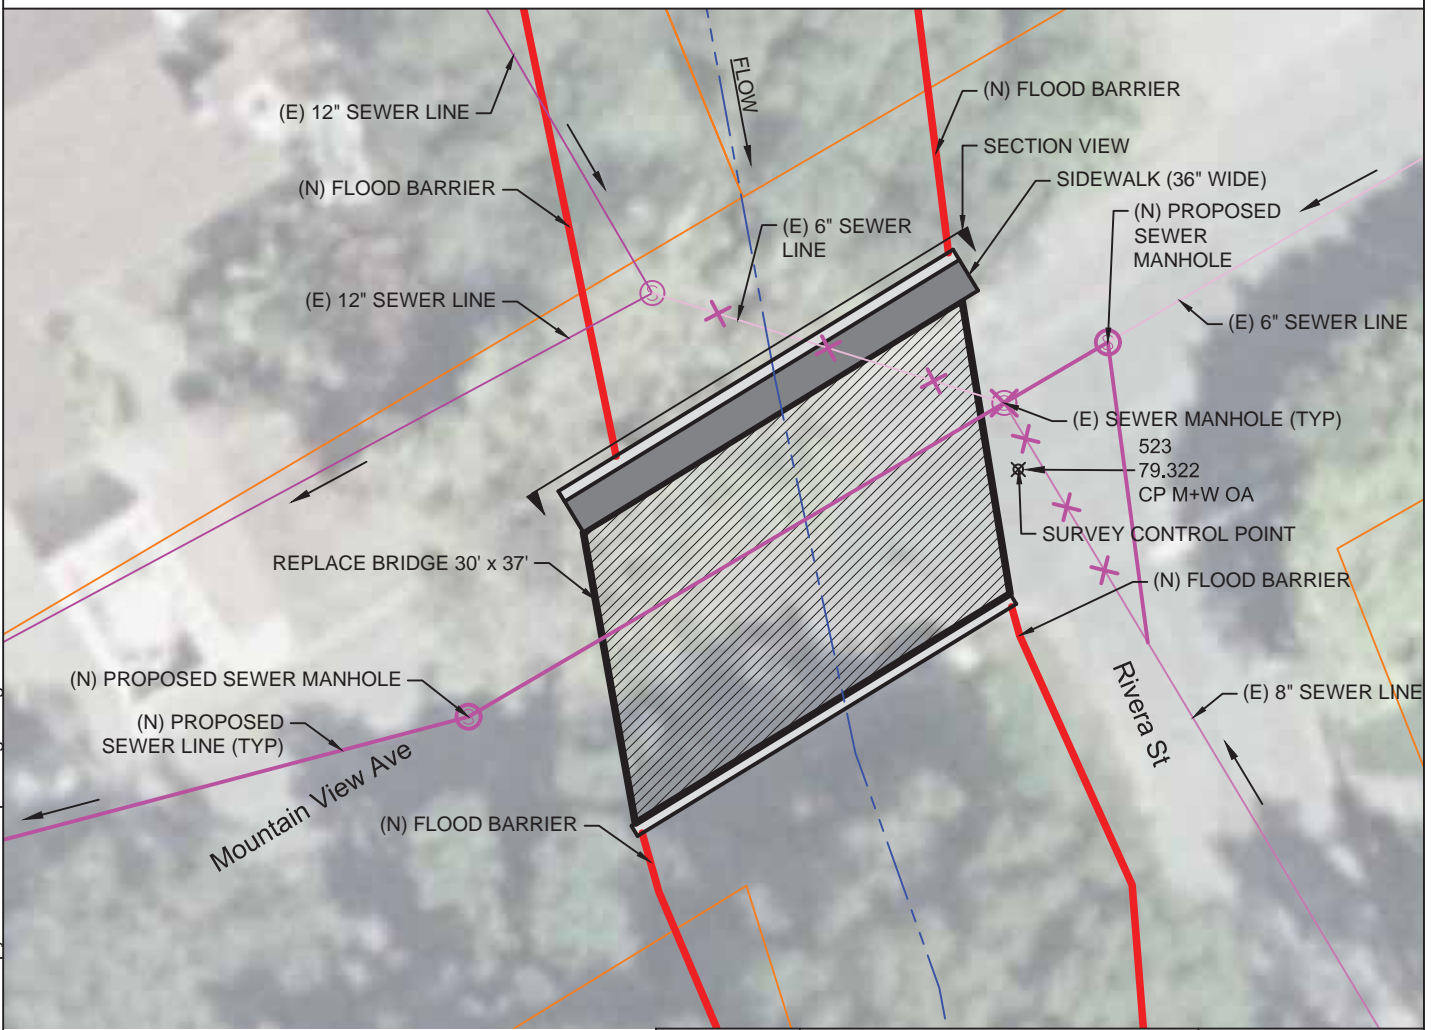 FLOW
(E) 12" SEWER LINE
(N) FLOOD BARRIER
SECTION VIEW
(N) FLOOD BARRIER
SIDEWALK (36" WIDE)
(E) 6" SEWER
LINE
(N) PROPOSED
SEWER
MANHOLE
(E) 12" SEWER LINE
(E) 6" SEWER LINE
(E) SEWER MANHOLE (TYP)
523
79.322
CP M+W OA
SURVEY CONTROL POINT
REPLACE BRIDGE 30' x 37'
(N) FLOOD BARRIER
(N) PROPOSED SEWER MANHOLE
(N) PROPOSED
SEWER LINE (TYP)
(E) 8" SEWER LINE
Rivera St
Mountain View Ave
(N) FLOOD BARRIER